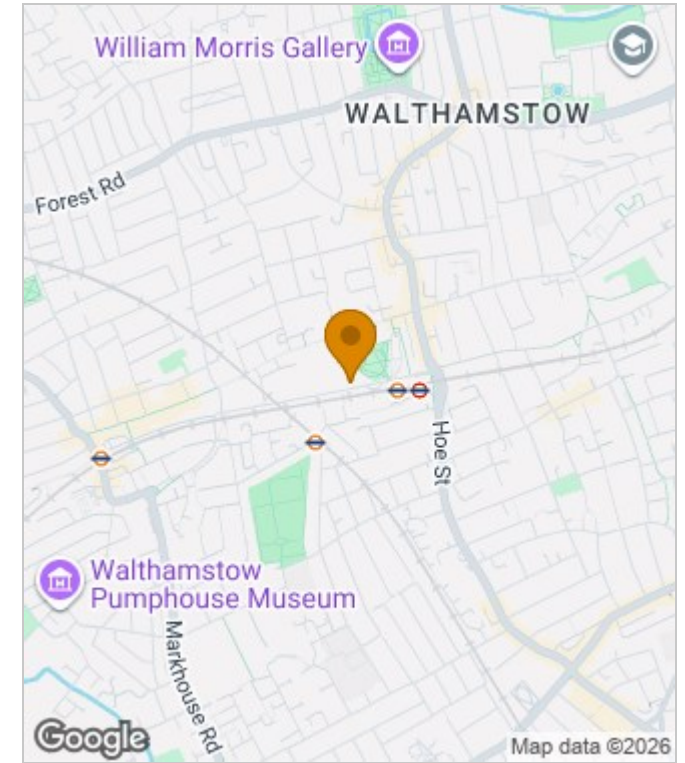 William Morris Gallery
WALTHAMSTOW
Forest Rd
Hoe St
Walthamstow
Pumphouse Museum
Markhouse Rd
Google
Map data ©2026